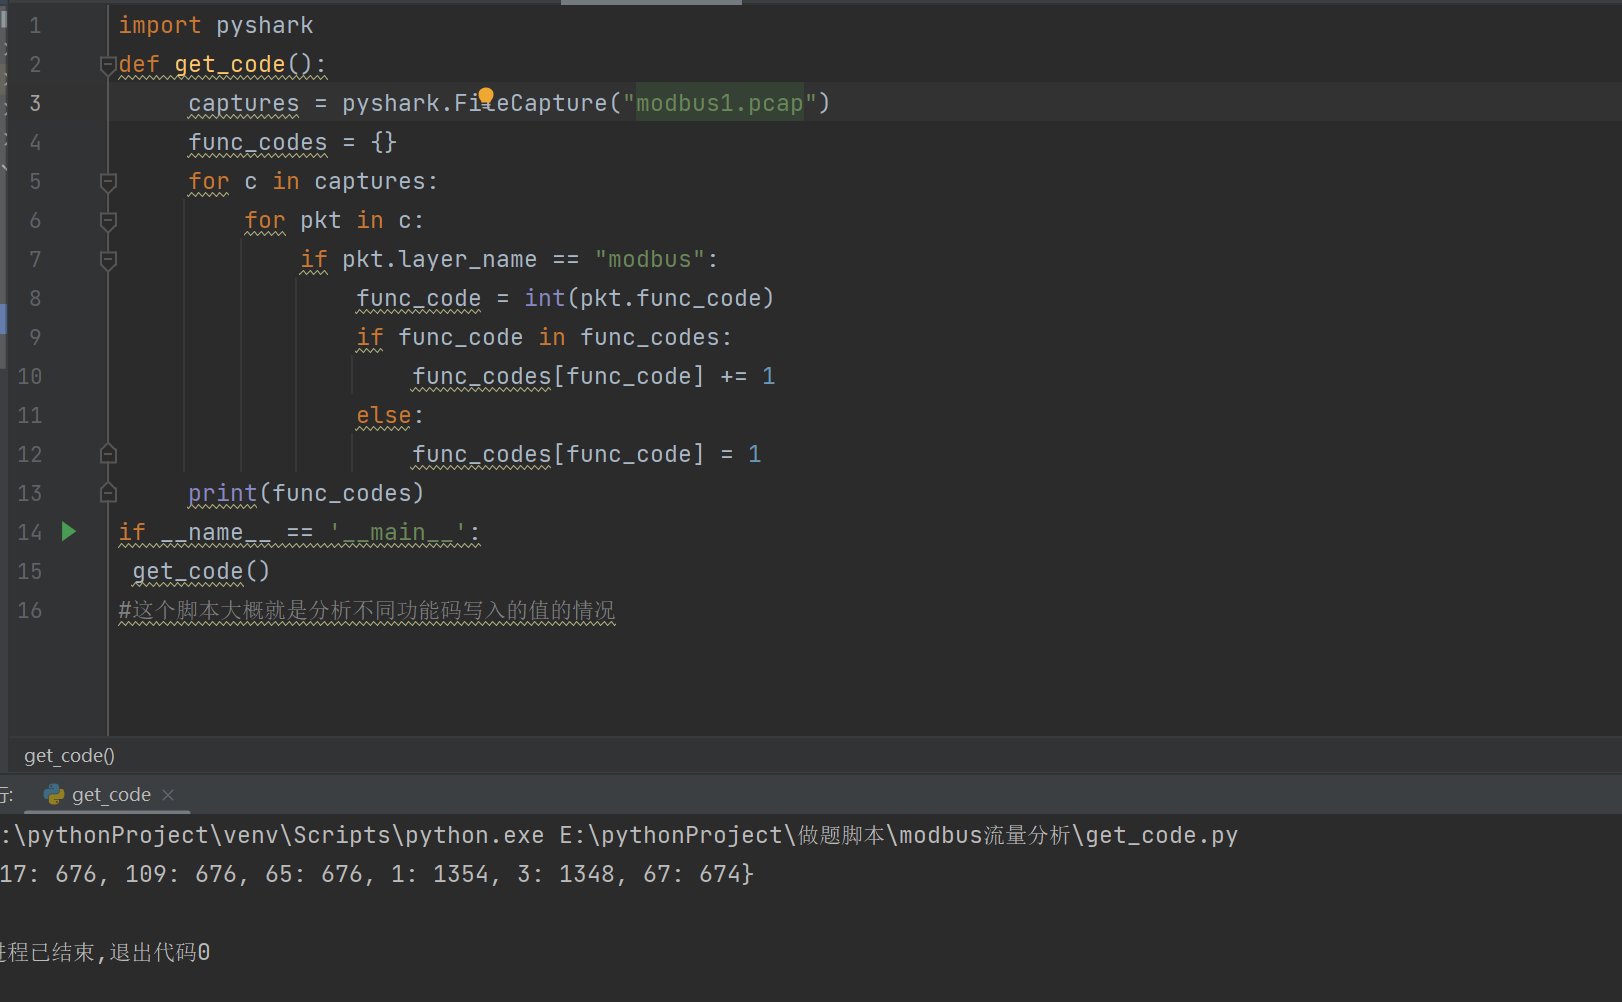 1 import pyshark
2 def get_code():
3 captures = pyshark.FileCapture("modbus1.pcap")
4 func_codes = {}
5 for c in captures:
6 for pkt in c:
7 if pkt.layer_name == "modbus":
8 func_code = int(pkt.func_code)
9 if func_code in func_codes:
10 func_codes[func_code] += 1
11 else:
12 func_codes[func_code] = 1
13 print(func_codes)
14 if __name__ == '__main__':
15 get_code()
16 #这个脚本大概就是分析不同功能码写入的值的情况
get_code()
行: get_code
:\pythonProject\venv\Scripts\python.exe E:\pythonProject\做题脚本\modbus流量分析\get_code.py
17: 676, 109: 676, 65: 676, 1: 1354, 3: 1348, 67: 674}
进程已结束,退出代码0